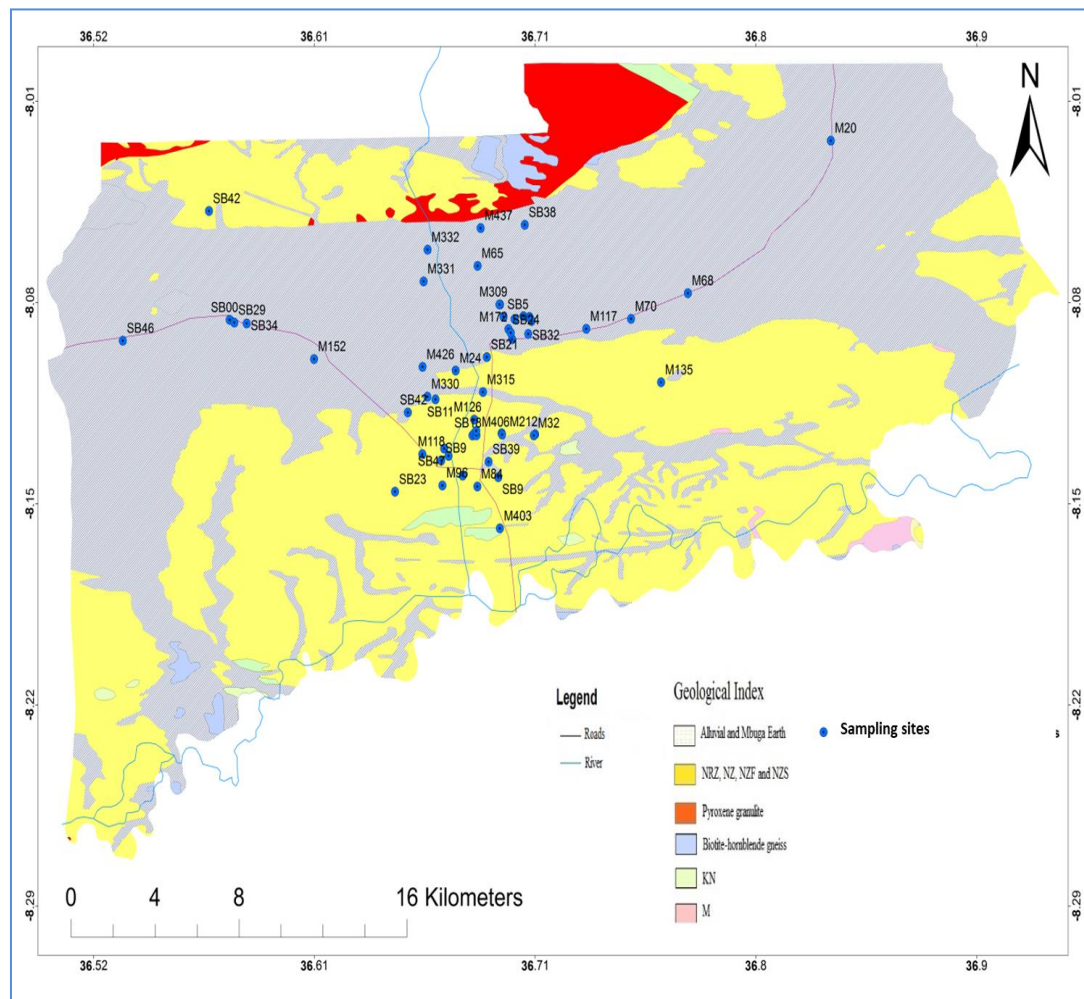 36.52 36.61 36.71 36.8 36.9
N
-8.01 -8.01
M20
SB42
M437 SB38
M332
M65
M331
M68
-8.08 M309 -8.08
SB00 SB29 SB5 M70
SB34 M172 SB24 M117
SB46 SB32
M152 SB21
M426 M24
M135
M330 M315
SB42 SB11 M126
SB18 M406 M212 M32
M118 SB9
SB47 SB39
SB23 M96 M84
-8.15 SB9 -8.15
M403
-8.22 Legend Geological Index -8.22
Roads Alluvial and Mbuga Earth Sampling sites s
River NRZ, NZ, NZF and NZS
Pyroxene granulite
Biotite-hornblende gneiss
-8.29 0 4 8 16 Kilometers KN -8.29
M
36.52 36.61 36.71 36.8 36.9